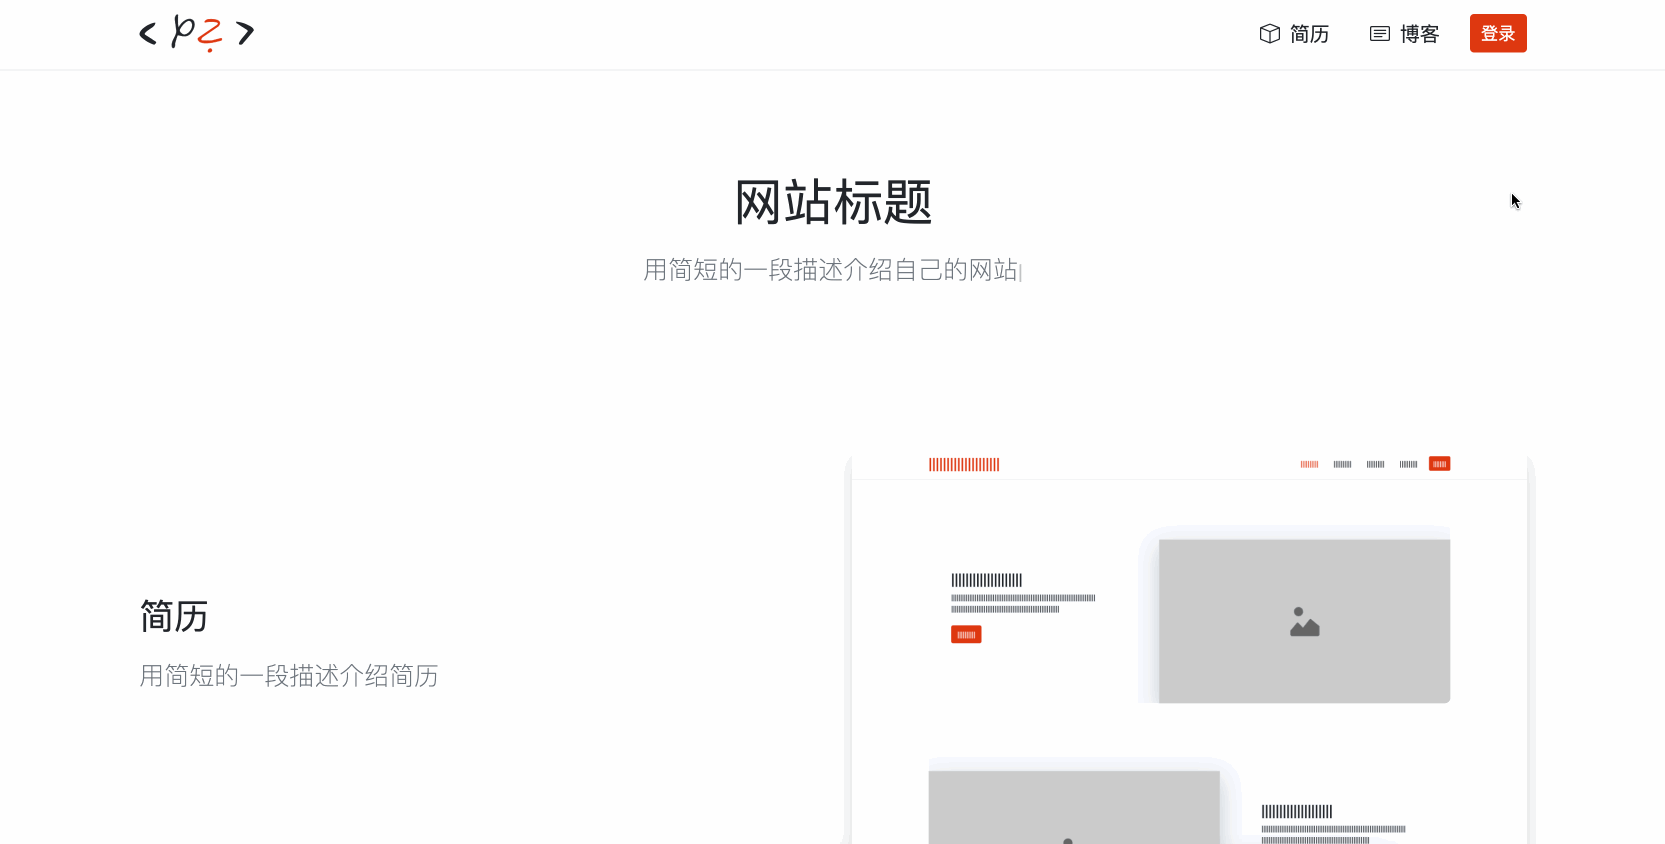 < pz >
简历
博客
登录
网站标题
用简短的一段描述介绍自己的网站
简历
用简短的一段描述介绍简历